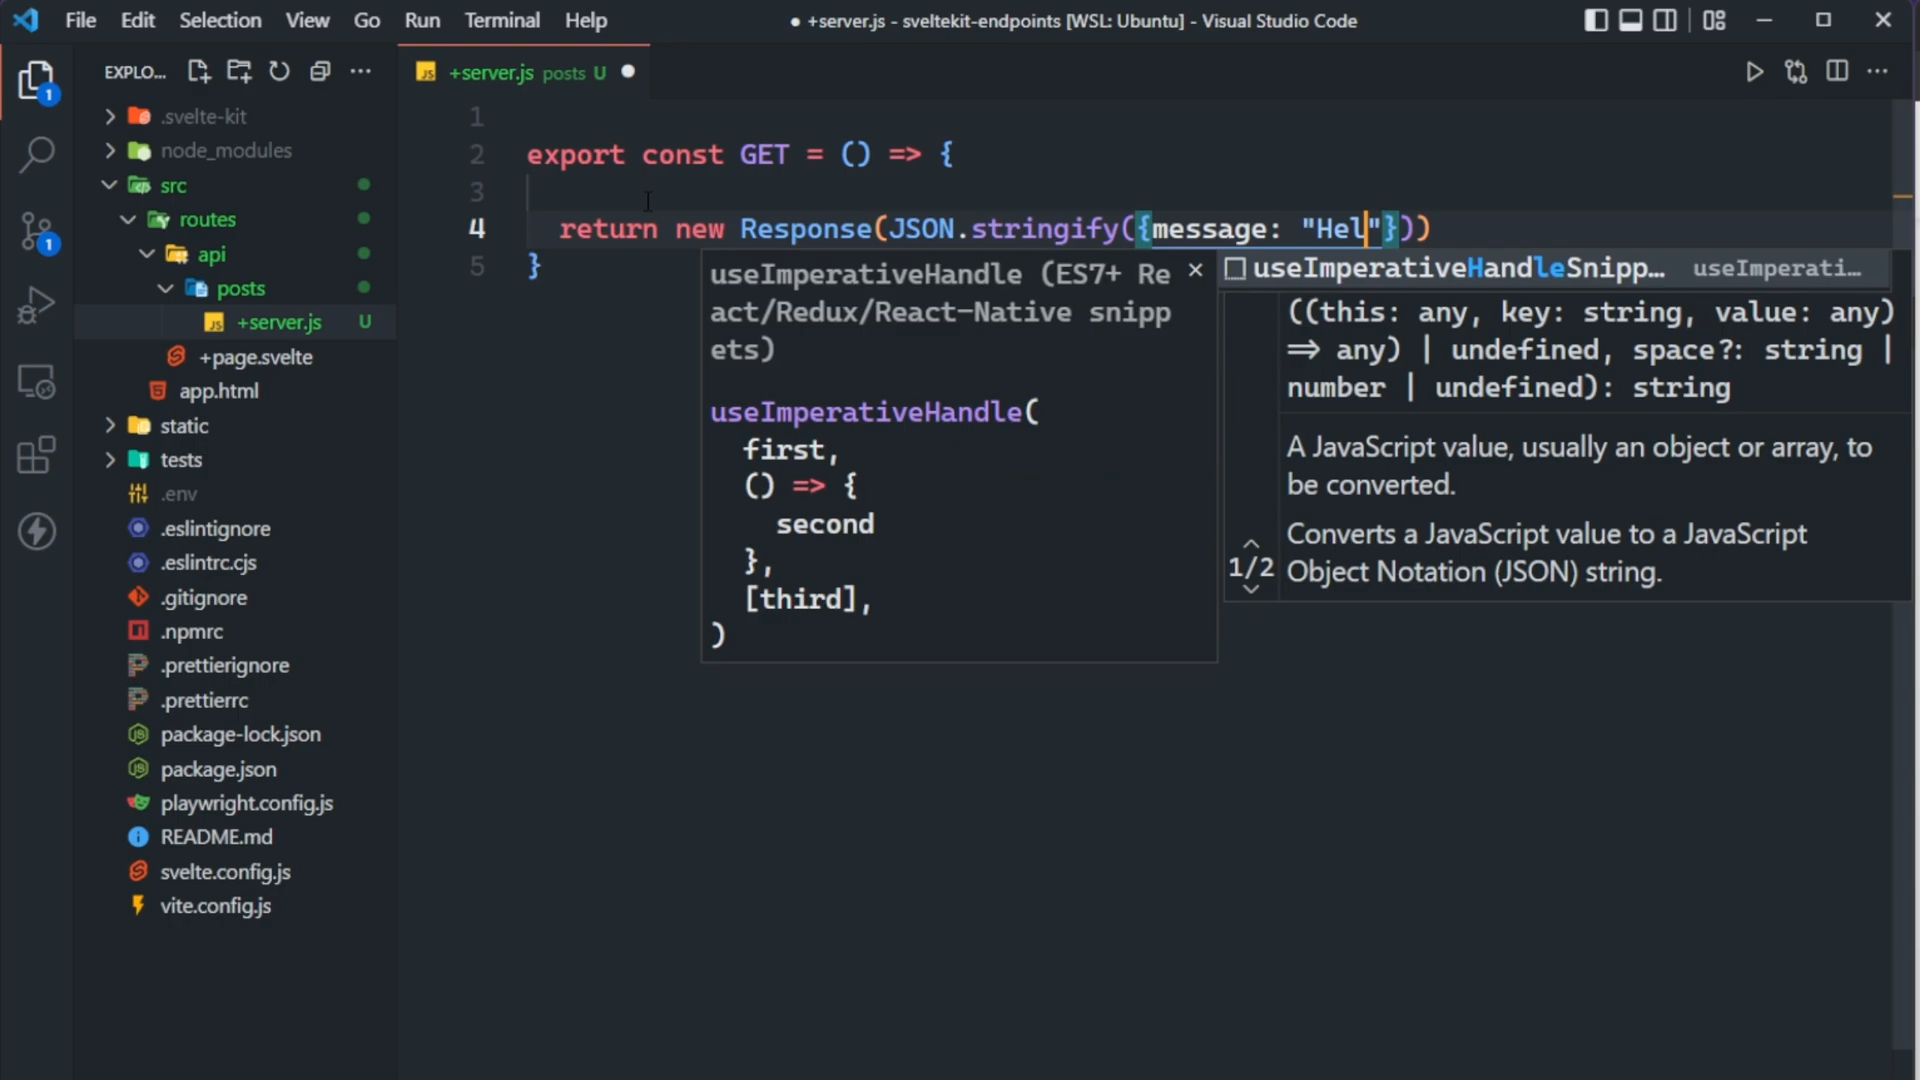 File Edit Selection View Go Run Terminal Help
● +server.js - sveltekit-endpoints [WSL: Ubuntu] - Visual Studio Code
EXPLO...
+server.js posts U
.svelte-kit
node_modules
src
routes
api
posts
+server.js U
+page.svelte
app.html
static
tests
.env
.eslintignore
.eslintrc.cjs
.gitignore
.npmrc
.prettierignore
.prettierrc
package-lock.json
package.json
playwright.config.js
README.md
svelte.config.js
vite.config.js
1
1
1
2 export const GET = () => {
3
4 return new Response(JSON.stringify({message: "Hel"}))
5 }
useImperativeHandle (ES7+ Re
act/Redux/React-Native snipp
ets)
useImperativeHandle(
first,
() => {
second
},
[third],
)
useImperativeHandleSnipp... useImperati...
((this: any, key: string, value: any)
=> any) | undefined, space?: string |
number | undefined): string
A JavaScript value, usually an object or array, to
be converted.
1/2
Converts a JavaScript value to a JavaScript
Object Notation (JSON) string.